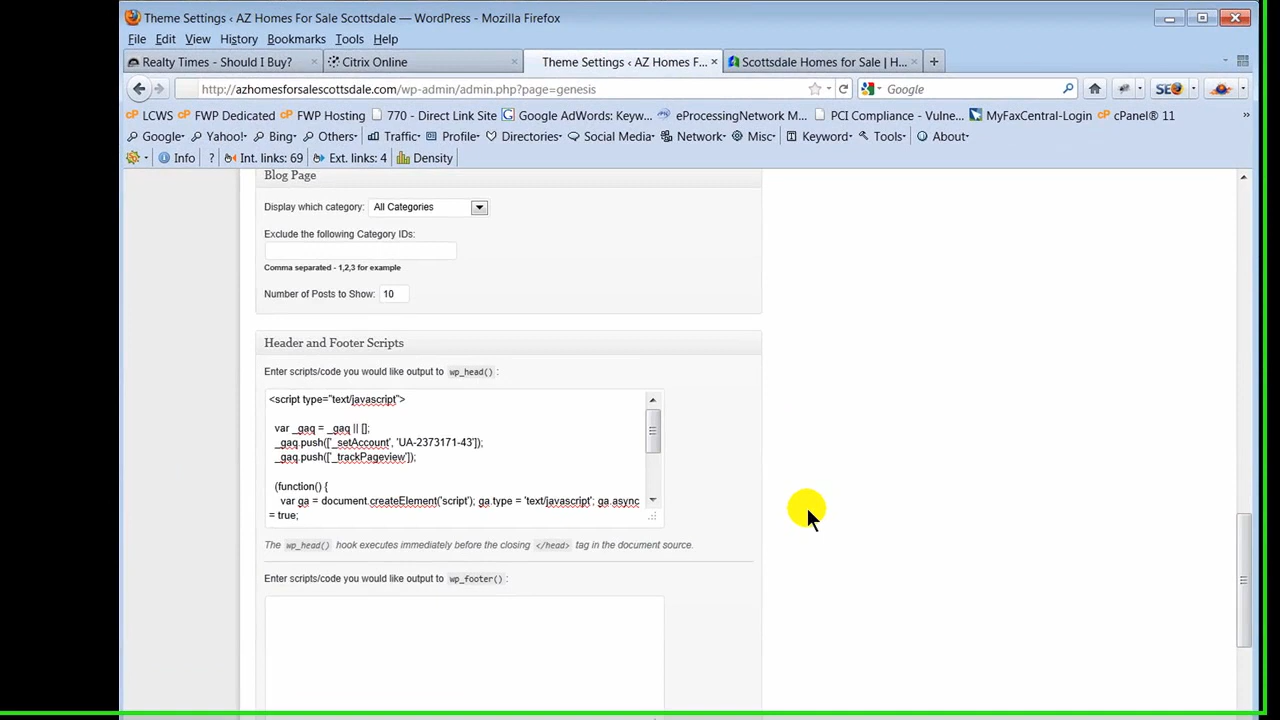 Theme Settings ‹ AZ Homes For Sale Scottsdale — WordPress - Mozilla Firefox
File Edit View History Bookmarks Tools Help
Realty Times - Should I Buy? Citrix Online Theme Settings ‹ AZ Homes F... Scottsdale Homes for Sale | H...
http://azhomesforsalescottsdale.com/wp-admin/admin.php?page=genesis Google
LCWS FWP Dedicated FWP Hosting 770 - Direct Link Site Google AdWords: Keyw... eProcessingNetwork M... PCI Compliance - Vulne... MyFaxCentral-Login cPanel® 11
Google Yahoo! Bing Others: Traffic Profile Directories Social Media Network Misc Keyword Tools About
Info ? Int. links: 69 Ext. links: 4 Density
Blog Page
Display which category: All Categories
Exclude the following Category IDs:
Comma separated - 1,2,3 for example
Number of Posts to Show: 10
Header and Footer Scripts
Enter scripts/code you would like output to wp_head() :
<script type="text/javascript">
var _gaq = _gaq || [];
_gaq.push(['_setAccount', 'UA-2373171-43']);
_gaq.push(['_trackPageview']);
(function() {
var ga = document.createElement('script'); ga.type = 'text/javascript'; ga.async
= true;
The wp_head() hook executes immediately before the closing </head> tag in the document source.
Enter scripts/code you would like output to wp_footer() :